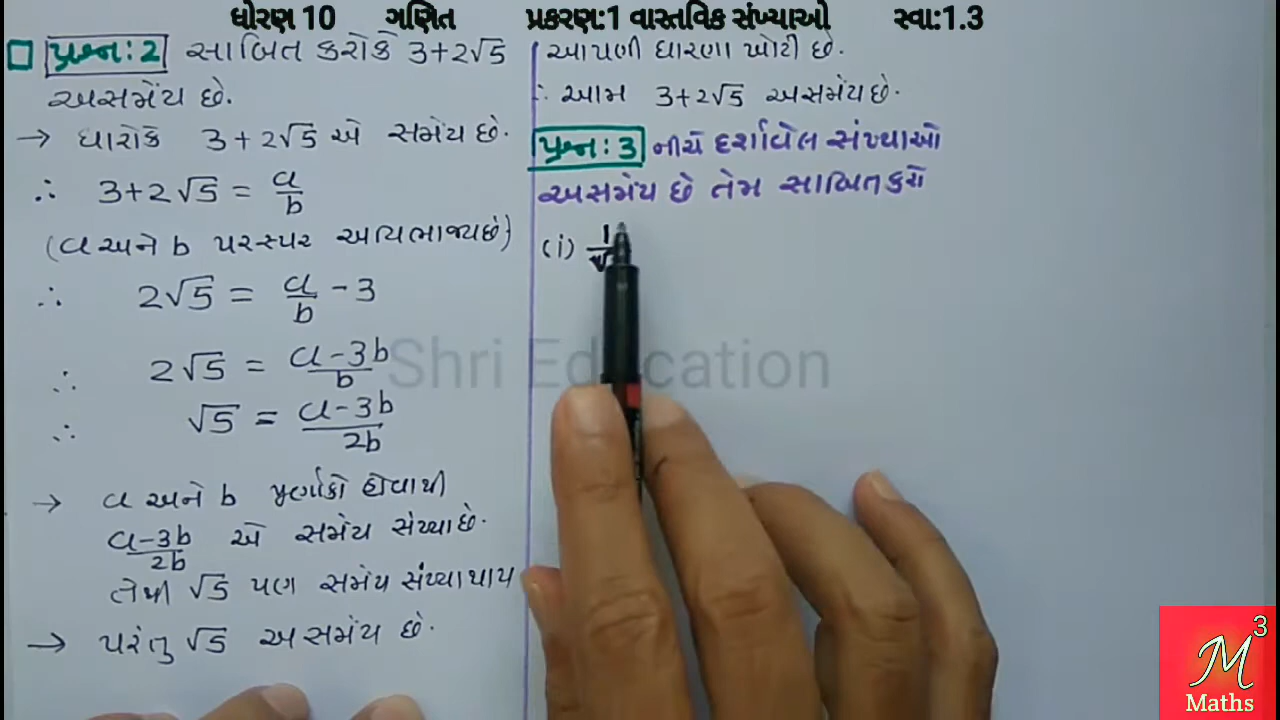 ધોરણ 10 ગણિત પ્રકરણ:1 વાસ્તવિક સંખ્યાઓ સ્વા:1.3
પ્રશ્ન:2 સાબિત કરોકે 3+2√5
અસમેંય છે.
→ ધારોકે 3+2√5 એ સમેંય છે.
∴ 3+2√5 = a/b
(a અને b પરસ્પર અવિભાજ્ય છે)
∴ 2√5 = a/b - 3
∴ 2√5 = a-3b/b
∴ √5 = a-3b/2b
→ a અને b પૂર્ણાંકો હોવાથી
a-3b/2b એ સમેંય સંખ્યા છે.
તેથી √5 પણ સમેંય સંખ્યા થાય
→ પરંતુ √5 અસમેંય છે.
આપણી ધારણા ખોટી છે.
∴ આમ 3+2√5 અસમેંય છે.
પ્રશ્ન:3 નીચે દર્શાવેલ સંખ્યાઓ
અસમેંય છે તેમ સાબિત કરો
(i) 1/√
Shri Education
M3
Maths